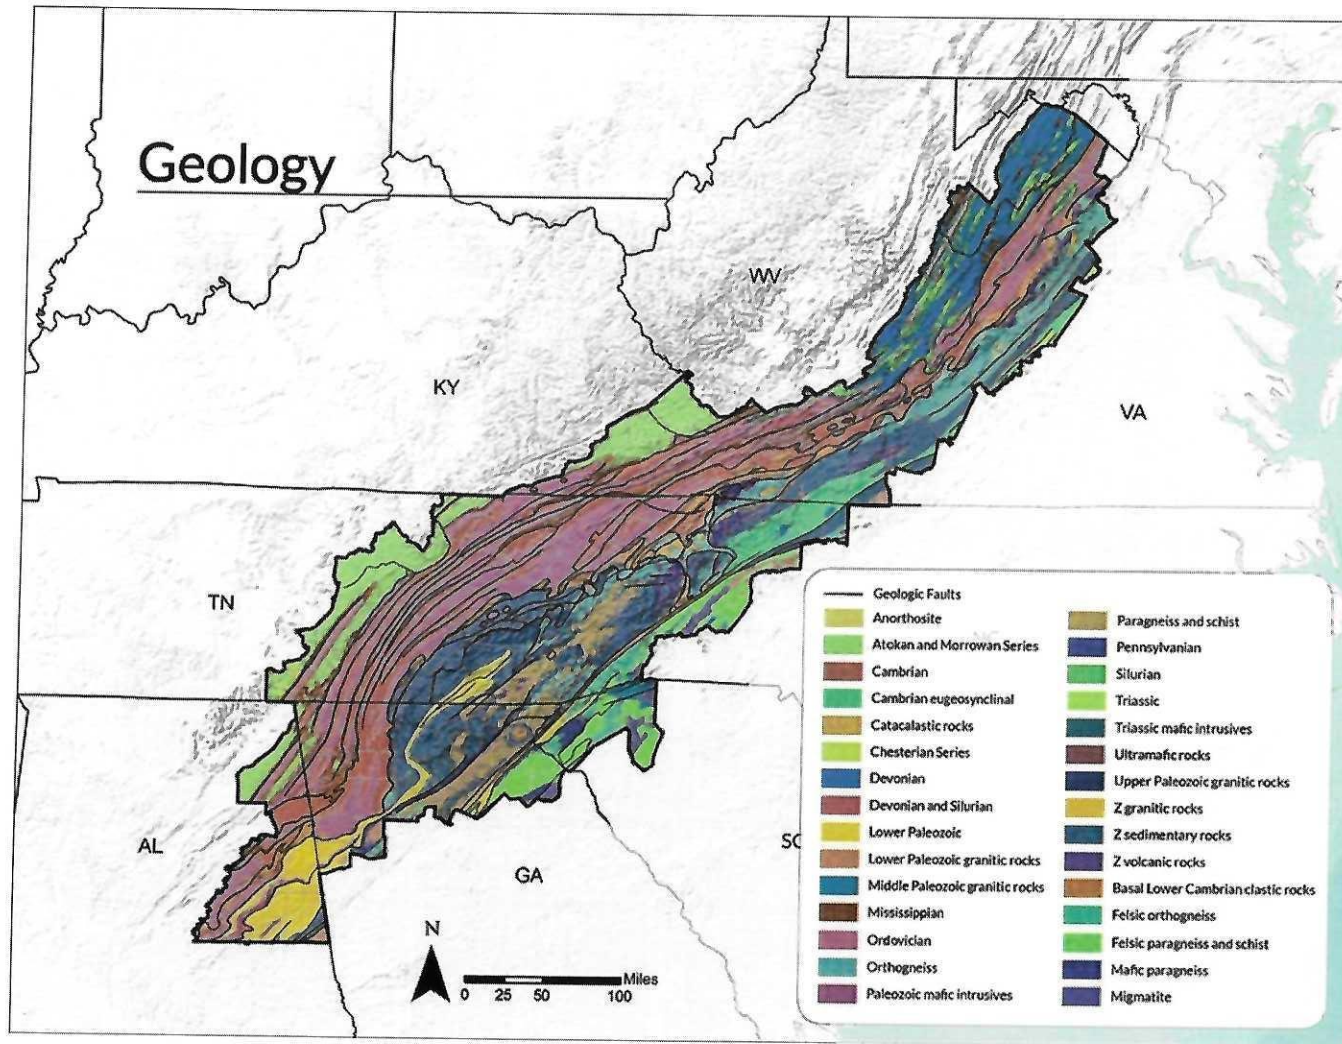 Geology
WV
KY
VA
TN
AL
GA
SC
N
Miles
0 25 50 100
Geologic Faults
Anorthosite
Atokan and Morrowan Series
Cambrian
Cambrian eugeosynclinal
Catacalastic rocks
Chesterian Series
Devonian
Devonian and Silurian
Lower Paleozoic
Lower Paleozoic granitic rocks
Middle Paleozoic granitic rocks
Mississippian
Ordovician
Orthogneiss
Paleozoic mafic intrusives
Paragneiss and schist
Pennsylvanian
Silurian
Triassic
Triassic mafic intrusives
Ultramafic rocks
Upper Paleozoic granitic rocks
Z granitic rocks
Z sedimentary rocks
Z volcanic rocks
Basal Lower Cambrian clastic rocks
Felsic orthogneiss
Felsic paragneiss and schist
Mafic paragneiss
Migmatite